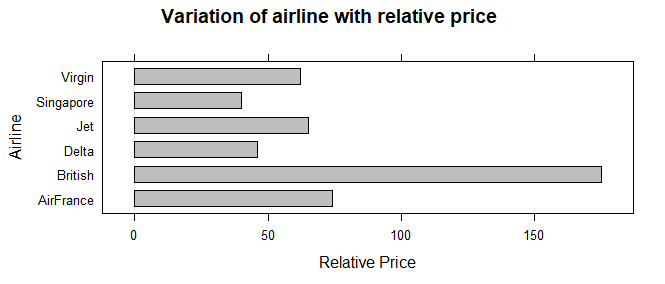 Variation of airline with relative price
Airline
Virgin
Singapore
Jet
Delta
British
AirFrance
0 50 100 150
Relative Price